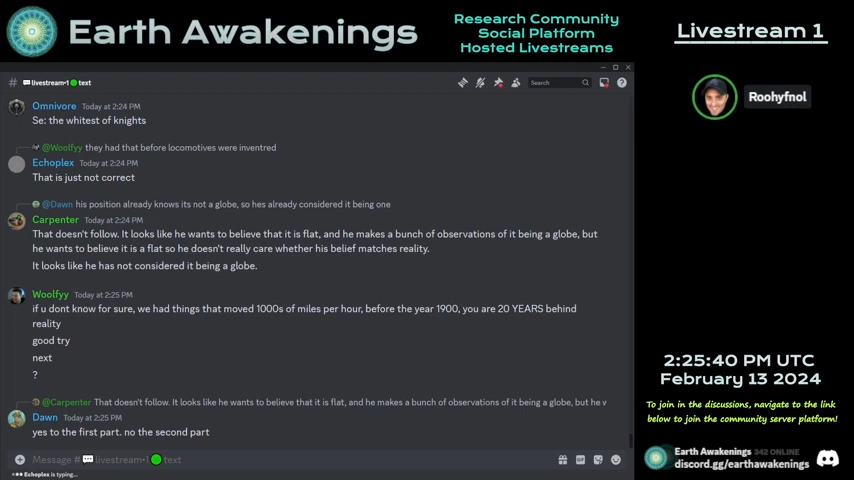 Earth Awakenings
Research Community
Social Platform
Hosted Livestreams
Livestream 1
# livestream•1 text
Search
Omnivore Today at 2:24 PM
Se: the whitest of knights
@Woolfyy they had that before locomotives were inventred
Echoplex Today at 2:24 PM
That is just not correct
@Dawn his position already knows its not a globe, so hes already considered it being one
Carpenter Today at 2:24 PM
That doesn't follow. It looks like he wants to believe that it is flat, and he makes a bunch of observations of it being a globe, but
he wants to believe it is a flat so he doesn't really care whether his belief matches reality.
It looks like he has not considered it being a globe.
Woolfyy Today at 2:25 PM
if u dont know for sure, we had things that moved 1000s of miles per hour, before the year 1900, you are 20 YEARS behind
reality
good try
next
?
@Carpenter That doesn't follow. It looks like he wants to believe that it is flat, and he makes a bunch of observations of it being a globe, but he w
Dawn Today at 2:25 PM
yes to the first part. no the second part
Message # livestream•1 text
Echoplex is typing...
Roohyfnol
2:25:40 PM UTC
February 13 2024
To join in the discussions, navigate to the link
below to join the community server platform!
Earth Awakenings 342 ONLINE
discord.gg/earthawakenings